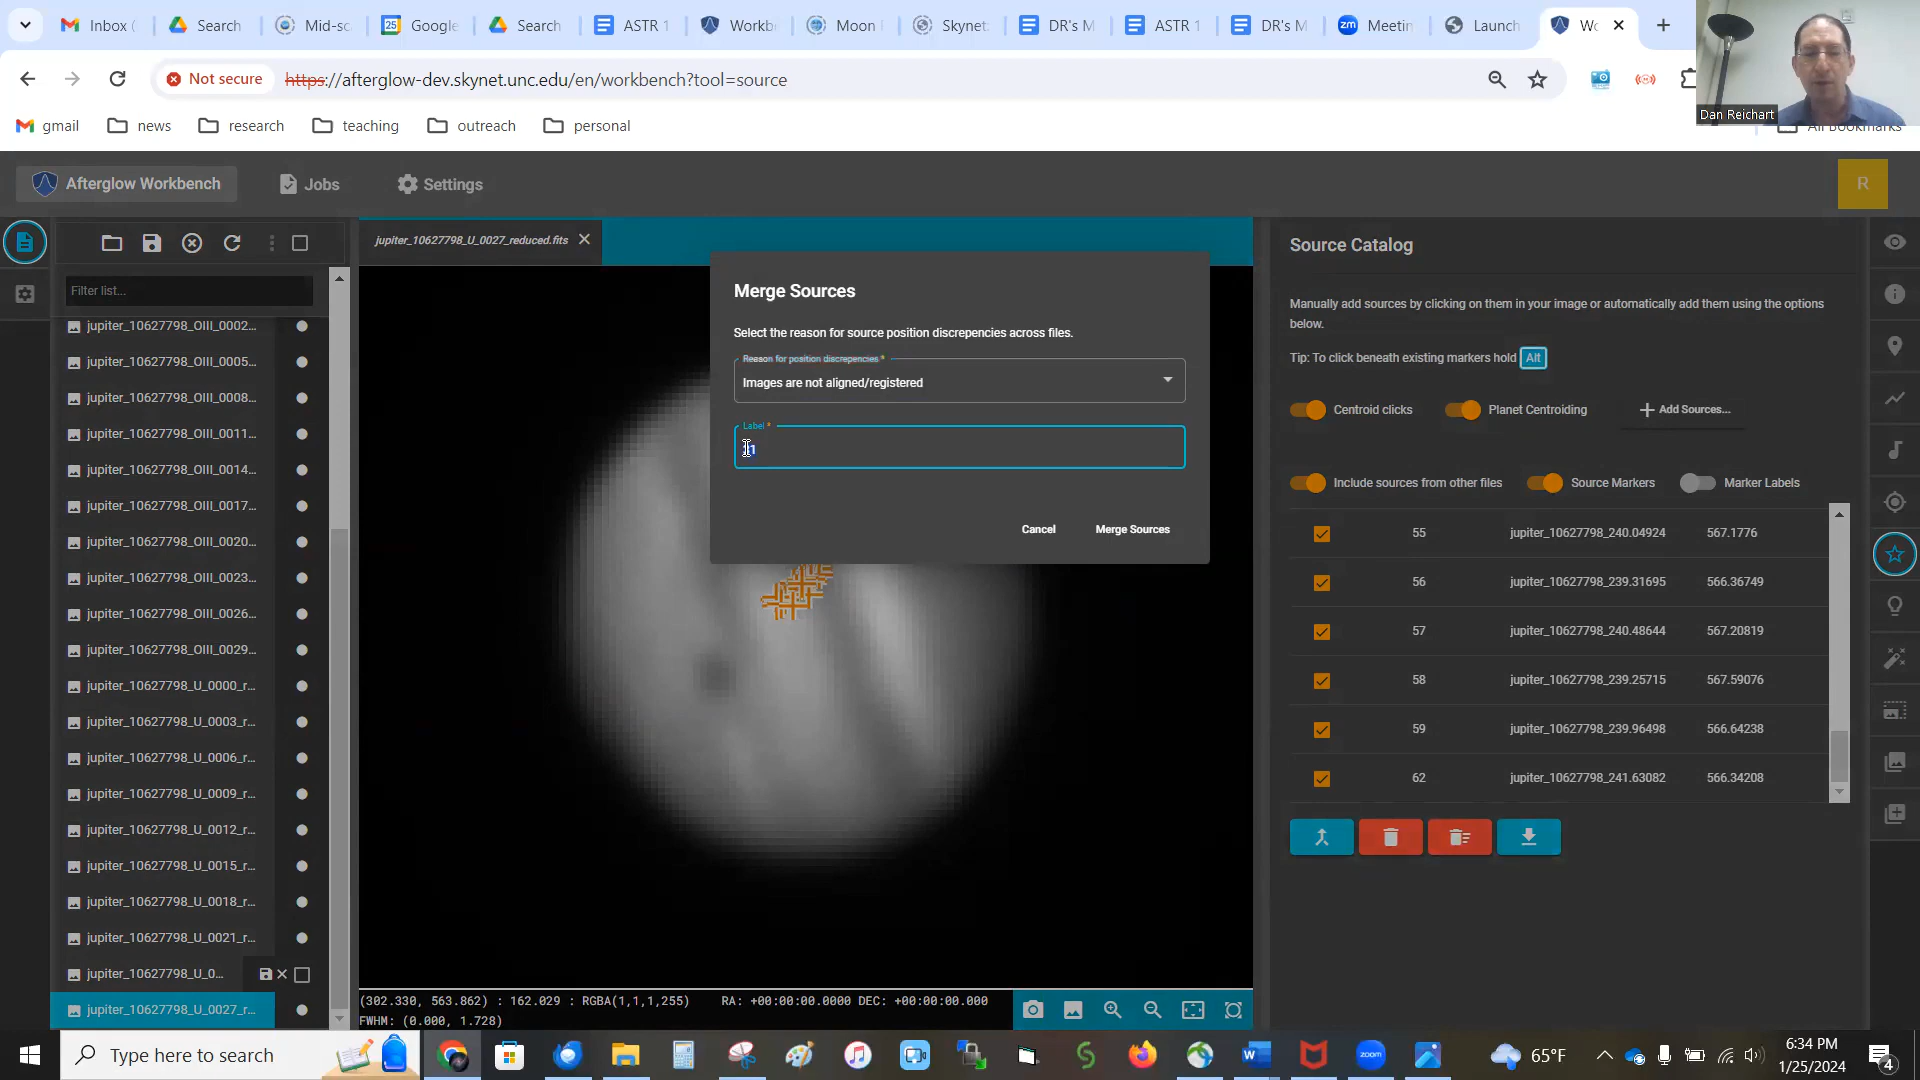 Inbox (
Search
Mid-sc
Google
Search
ASTR 1
Workb
Moon
Skynet
DR's M
ASTR 1
DR's M
Meetin
Launch
Wo
Not secure
https://afterglow-dev.skynet.unc.edu/en/workbench?tool=source
Dan Reichart
gmail
news
research
teaching
outreach
personal
All Bookmarks
Afterglow Workbench
Jobs
Settings
R
Filter list...
jupiter_10627798_OIII_0002...
jupiter_10627798_OIII_0005...
jupiter_10627798_OIII_0008...
jupiter_10627798_OIII_0011...
jupiter_10627798_OIII_0014...
jupiter_10627798_OIII_0017...
jupiter_10627798_OIII_0020...
jupiter_10627798_OIII_0023...
jupiter_10627798_OIII_0026...
jupiter_10627798_OIII_0029...
jupiter_10627798_U_0000_r...
jupiter_10627798_U_0003_r...
jupiter_10627798_U_0006_r...
jupiter_10627798_U_0009_r...
jupiter_10627798_U_0012_r...
jupiter_10627798_U_0015_r...
jupiter_10627798_U_0018_r...
jupiter_10627798_U_0021_r...
jupiter_10627798_U_0...
jupiter_10627798_U_0027_r...
jupiter_10627798_U_0027_reduced.fits
Merge Sources
Select the reason for source position discrepencies across files.
Reason for position discrepencies *
Images are not aligned/registered
Label *
Cancel
Merge Sources
(302.330, 563.862) : 162.029 : RGBA(1,1,1,255) RA: +00:00:00.0000 DEC: +00:00:00.000
FWHM: (0.000, 1.728)
Source Catalog
Manually add sources by clicking on them in your image or automatically add them using the options
below.
Tip: To click beneath existing markers hold Alt
Centroid clicks
Planet Centroiding
Add Sources...
Include sources from other files
Source Markers
Marker Labels
55 jupiter_10627798_240.04924 567.1776
56 jupiter_10627798_239.31695 566.36749
57 jupiter_10627798_240.48644 567.20819
58 jupiter_10627798_239.25715 567.59076
59 jupiter_10627798_239.96498 566.64238
62 jupiter_10627798_241.63082 566.34208
Type here to search
65°F
6:34 PM
1/25/2024
4